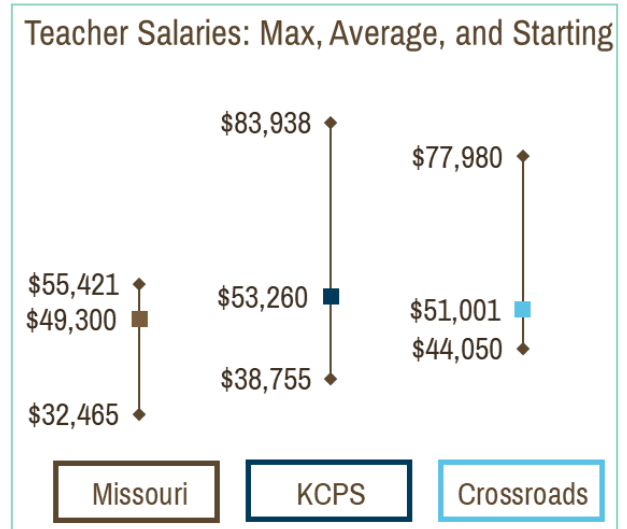 Teacher Salaries: Max, Average, and Starting
$83,938
$77,980
$55,421
$49,300
$53,260
$51,001
$44,050
$38,755
$32,465
Missouri
KCPS
Crossroads